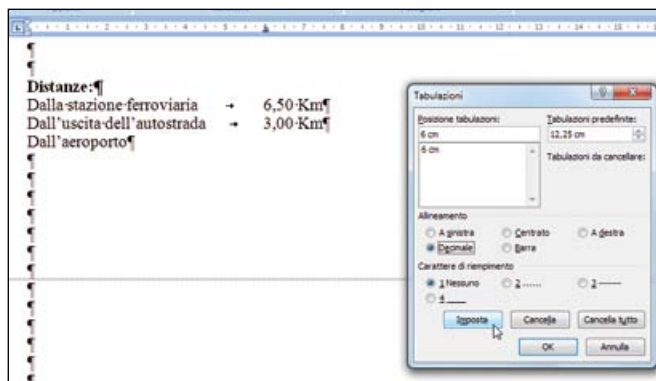 Distanze:¶
Dalla·stazione·ferroviaria → 6,50·Km¶
Dall'uscita·dell'autostrada → 3,00·Km¶
Dall'aeroporto¶
Tabulazioni
Posizione tabulazioni:
Tabulazioni predefinite:
6 cm
12,25 cm
6 cm
Tabulazioni da cancellare:
Allineamento
A sinistra
Centrato
A destra
Decimale
Barra
Carattere di riempimento
1 Nessuno
2 ......
3 ------
4 ___
Imposta
Cancella
Cancella tutto
OK
Annulla